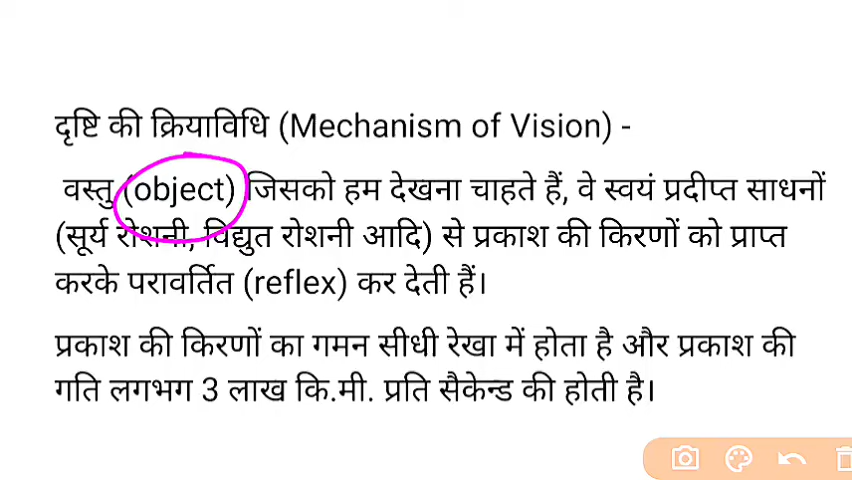 दृष्टि की क्रियाविधि (Mechanism of Vision) -
वस्तु (object) जिसको हम देखना चाहते हैं, वे स्वयं प्रदीप्त साधनों
(सूर्य रोशनी, विद्युत रोशनी आदि) से प्रकाश की किरणों को प्राप्त
करके परावर्तित (reflex) कर देती हैं।
प्रकाश की किरणों का गमन सीधी रेखा में होता है और प्रकाश की
गति लगभग 3 लाख कि.मी. प्रति सैकेन्ड की होती है।